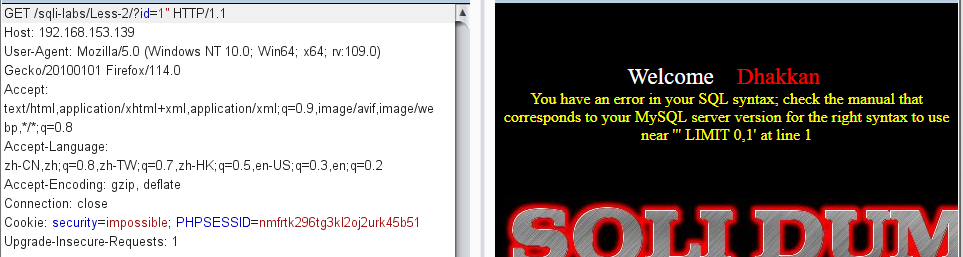 GET /sqli-labs/Less-2/?id=1" HTTP/1.1
Host: 192.168.153.139
User-Agent: Mozilla/5.0 (Windows NT 10.0; Win64; x64; rv:109.0)
Gecko/20100101 Firefox/114.0
Accept:
text/html,application/xhtml+xml,application/xml;q=0.9,image/avif,image/we
bp,*/*;q=0.8
Accept-Language:
zh-CN,zh;q=0.8,zh-TW;q=0.7,zh-HK;q=0.5,en-US;q=0.3,en;q=0.2
Accept-Encoding: gzip, deflate
Connection: close
Cookie: security=impossible; PHPSESSID=nmfrtk296tg3kl2oj2urk45b51
Upgrade-Insecure-Requests: 1
Welcome Dhakkan
You have an error in your SQL syntax; check the manual that
corresponds to your MySQL server version for the right syntax to use
near '" LIMIT 0,1' at line 1
SQLI DUM